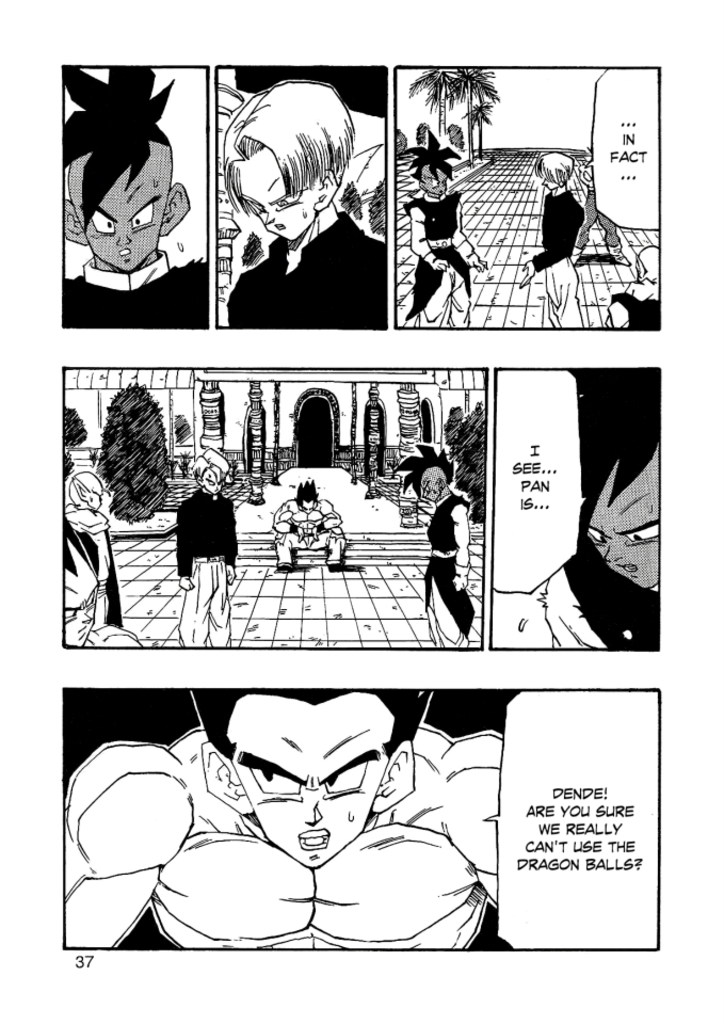 ...
IN
FACT
...
I
SEE...
PAN
IS...
DENDE!
ARE YOU SURE
WE REALLY
CAN'T USE THE
DRAGON BALLS?
37